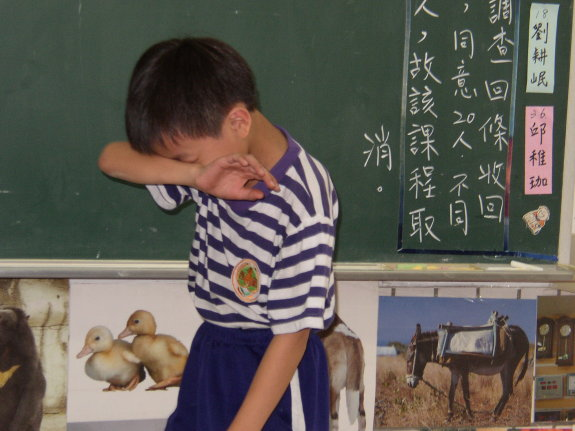 調查回條收回
，同意20人．不同
人，故該課程取
消。
18
劉耕岷
36
邱稚珈